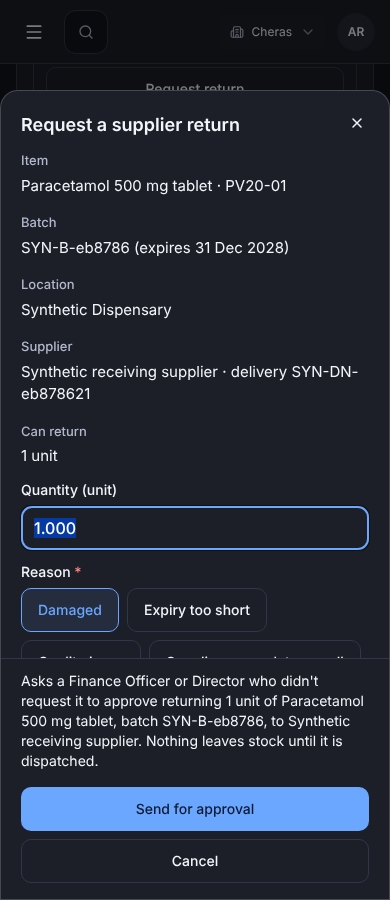 Cheras
AR
Request return
Request a supplier return
Item
Paracetamol 500 mg tablet · PV20-01
Batch
SYN-B-eb8786 (expires 31 Dec 2028)
Location
Synthetic Dispensary
Supplier
Synthetic receiving supplier · delivery SYN-DN-
eb878621
Can return
1 unit
Quantity (unit)
1.000
Reason *
Damaged
Expiry too short
Asks a Finance Officer or Director who didn't
request it to approve returning 1 unit of Paracetamol
500 mg tablet, batch SYN-B-eb8786, to Synthetic
receiving supplier. Nothing leaves stock until it is
dispatched.
Send for approval
Cancel